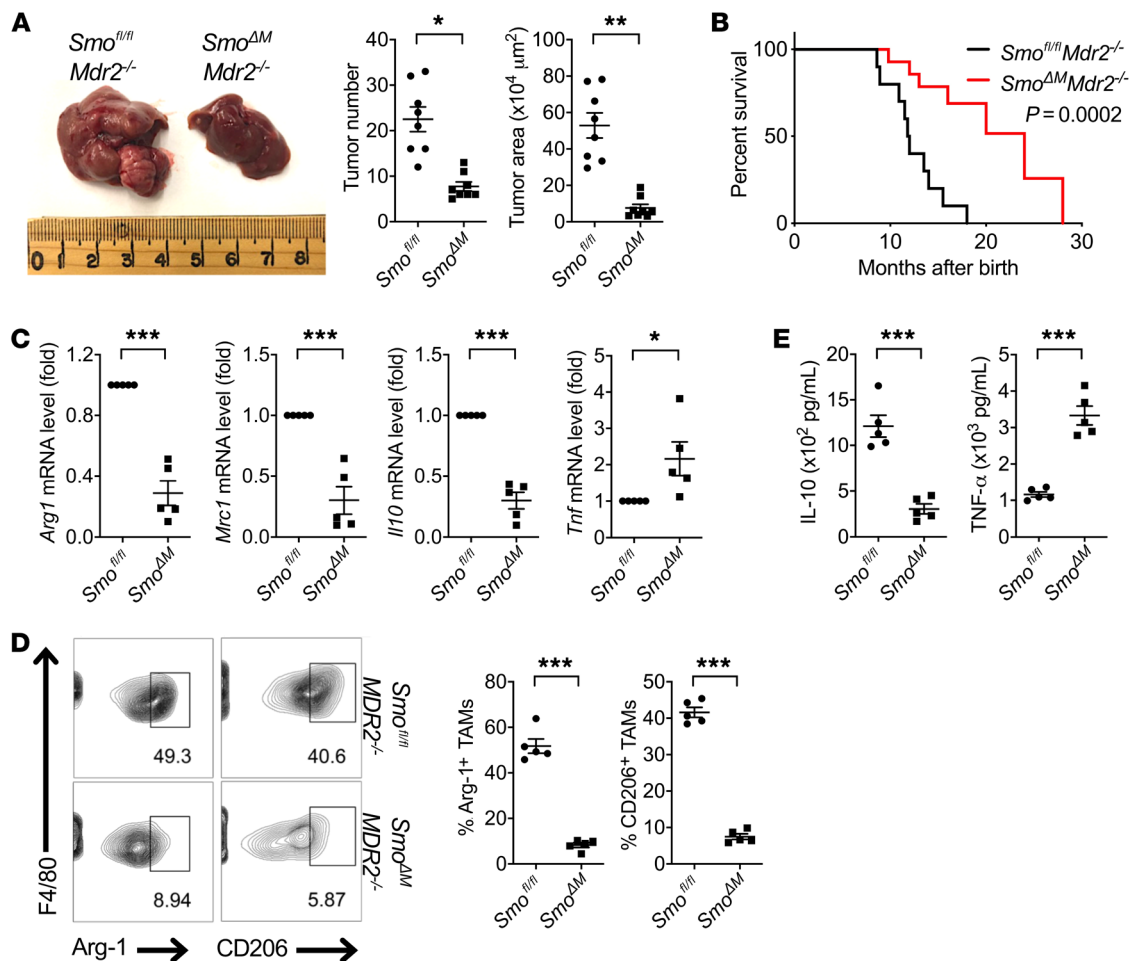 A
Smo^fl/fl
Mdr2^-/-
Smo^ΔM
Mdr2^-/-
0 1 2 3 4 5 6 7 8
*
Tumor number
40
30
20
10
0
Smo^fl/fl
Smo^ΔM
**
Tumor area (x10^4 μm^2)
100
80
60
40
20
0
Smo^fl/fl
Smo^ΔM
B
Percent survival
100
50
0
0 10 20 30
Months after birth
Smo^fl/fl Mdr2^-/-
Smo^ΔM Mdr2^-/-
P = 0.0002
C
***
Arg1 mRNA level (fold)
1.2
0.8
0.4
0.0
Smo^fl/fl
Smo^ΔM
***
Mrc1 mRNA level (fold)
1.5
1.0
0.5
0.0
Smo^fl/fl
Smo^ΔM
***
Il10 mRNA level (fold)
1.5
1.0
0.5
0.0
Smo^fl/fl
Smo^ΔM
*
Tnf mRNA level (fold)
5
4
3
2
1
0
Smo^fl/fl
Smo^ΔM
E
***
IL-10 (x10^2 pg/mL)
20
15
10
5
0
Smo^fl/fl
Smo^ΔM
***
TNF-α (x10^3 pg/mL)
5
4
3
2
1
0
Smo^fl/fl
Smo^ΔM
D
F4/80
49.3
40.6
Smo^fl/fl
MDR2^-/-
8.94
5.87
Smo^ΔM
MDR2^-/-
Arg-1
CD206
***
% Arg-1^+ TAMs
80
60
40
20
0
Smo^fl/fl
Smo^ΔM
***
% CD206^+ TAMs
50
40
30
20
10
0
Smo^fl/fl
Smo^ΔM